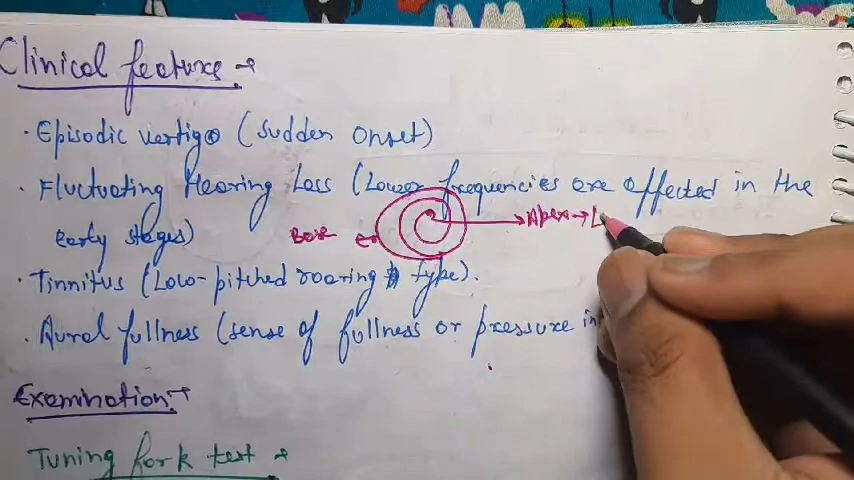 Clinical features →
· Episodic vertigo (sudden onset)
· Fluctuating Hearing Loss (Lower frequencies are affected in the
Base ← → Apex → L
early stages)
· Tinnitus (Low-pitched roaring type).
· Aural fullness (sense of fullness or pressure in
Examination :→
Tuning fork test →